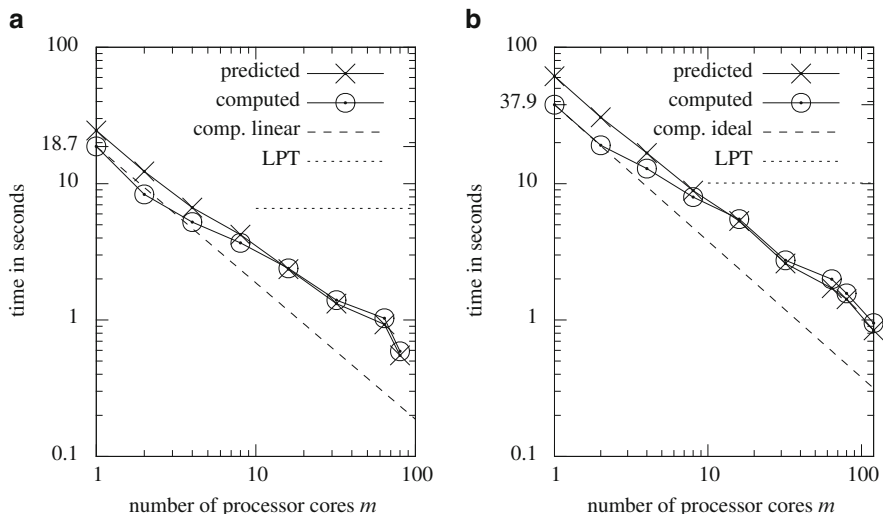 a
100
predicted
computed
comp. linear
LPT
18.7
10
1
0.1
time in seconds
1
10
100
number of processor cores m
b
100
predicted
computed
comp. ideal
LPT
37.9
10
1
0.1
time in seconds
1
10
100
number of processor cores m